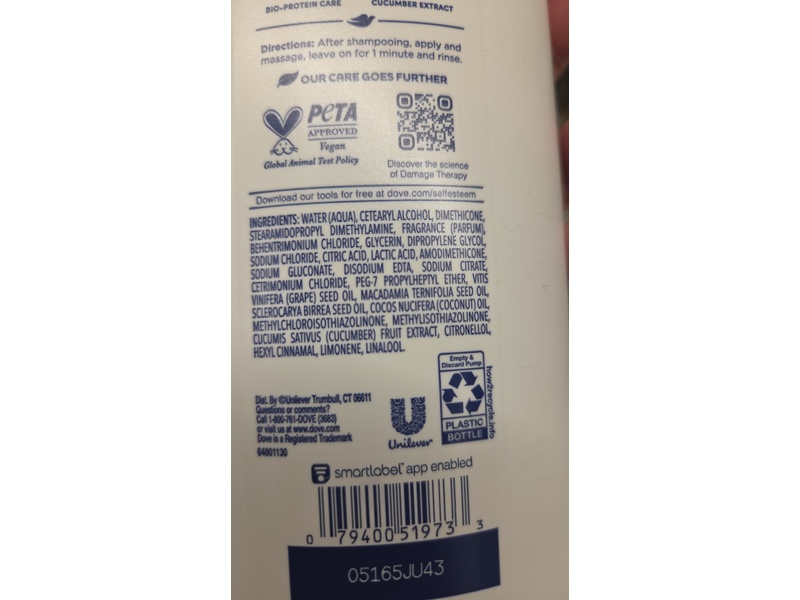 BIO-PROTEIN CARE CUCUMBER EXTRACT
Directions: After shampooing, apply and
massage, leave on for 1 minute and rinse.
OUR CARE GOES FURTHER
PETA
APPROVED
Vegan
Global Animal Test Policy
Discover the science
of Damage Therapy
Download our tools for free at dove.com/selfesteem
INGREDIENTS: WATER (AQUA), CETEARYL ALCOHOL, DIMETHICONE,
STEARAMIDOPROPYL DIMETHYLAMINE, FRAGRANCE (PARFUM),
BEHENTRIMONIUM CHLORIDE, GLYCERIN, DIPROPYLENE GLYCOL,
SODIUM CHLORIDE, CITRIC ACID, LACTIC ACID, AMODIMETHICONE,
SODIUM GLUCONATE, DISODIUM EDTA, SODIUM CITRATE,
CETRIMONIUM CHLORIDE, PEG-7 PROPYLHEPTYL ETHER, VITIS
VINIFERA (GRAPE) SEED OIL, MACADAMIA TERNIFOLIA SEED OIL,
SCLEROCARYA BIRREA SEED OIL, COCOS NUCIFERA (COCONUT) OIL,
METHYLCHLOROISOTHIAZOLINONE, METHYLISOTHIAZOLINONE,
CUCUMIS SATIVUS (CUCUMBER) FRUIT EXTRACT, CITRONELLOL,
HEXYL CINNAMAL, LIMONENE, LINALOOL.
Dist. By ©Unilever Trumbull, CT 06611
Questions or comments?
Call 1-800-761-DOVE (3683)
or visit us at www.dove.com
Dove is a Registered Trademark
64801130
Unilever
Empty &
Discard Pump
PLASTIC
BOTTLE
how2recycle.info
smartlabel® app enabled
0 79400 51973 3
05165JU43